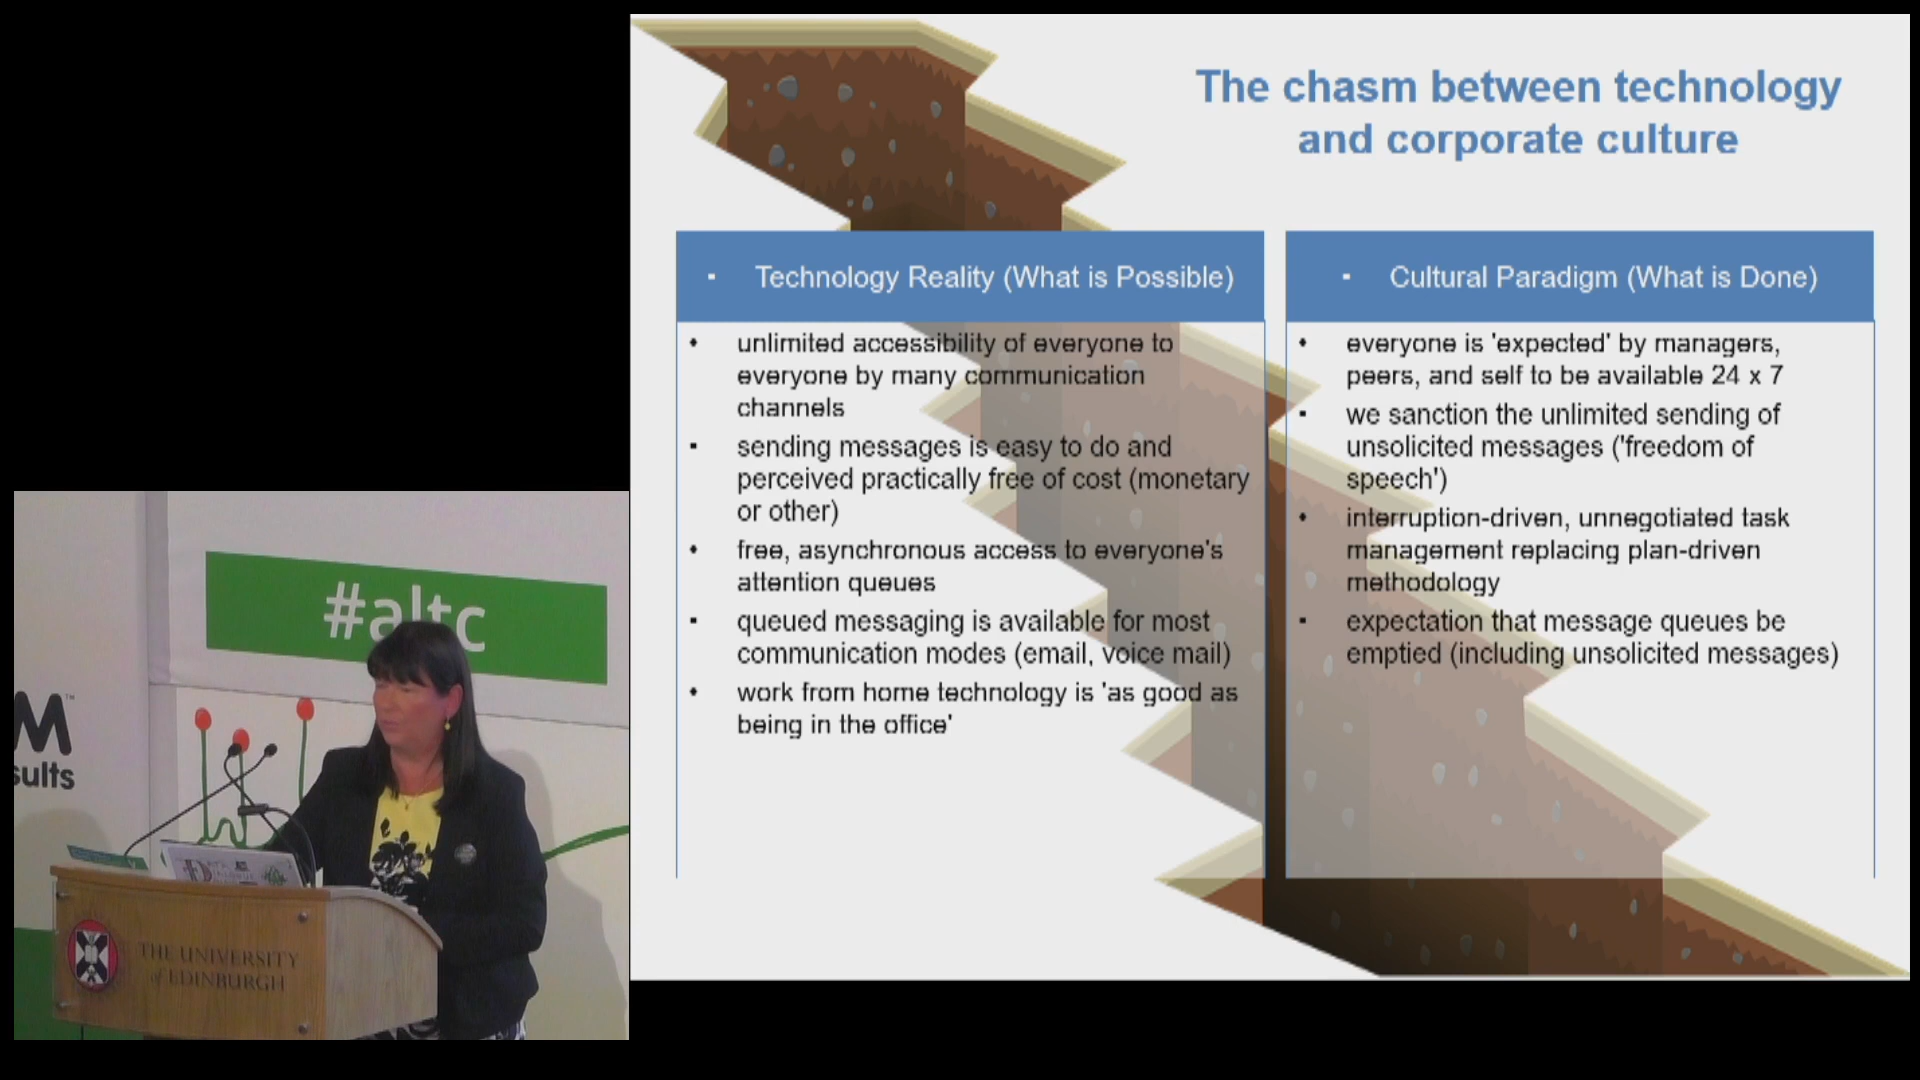 The chasm between technology
and corporate culture
Technology Reality (What is Possible)
unlimited accessibility of everyone to
everyone by many communication
channels
sending messages is easy to do and
perceived practically free of cost (monetary
or other)
free, asynchronous access to everyone's
attention queues
queued messaging is available for most
communication modes (email, voice mail)
work from home technology is 'as good as
being in the office'
Cultural Paradigm (What is Done)
everyone is 'expected' by managers,
peers, and self to be available 24 x 7
we sanction the unlimited sending of
unsolicited messages ('freedom of
speech')
interruption-driven, unnegotiated task
management replacing plan-driven
methodology
expectation that message queues be
emptied (including unsolicited messages)
#altc
M™
sults
THE UNIVERSITY
of EDINBURGH